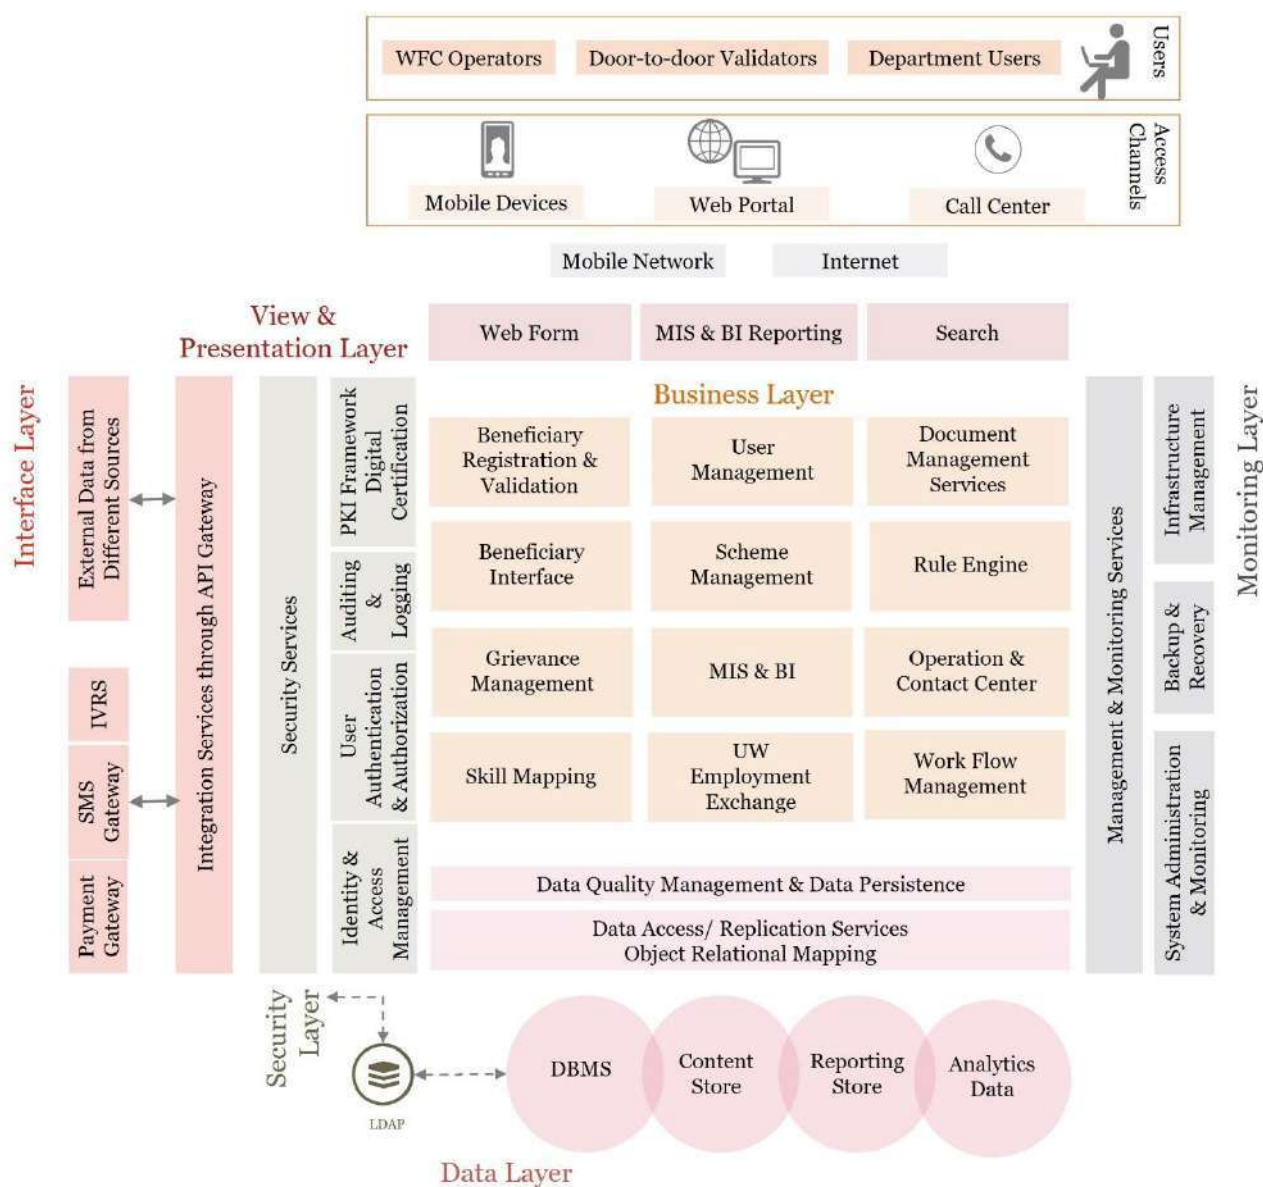 WFC Operators
Door-to-door Validators
Department Users
Users
Mobile Devices
Web Portal
Call Center
Access
Channels
Mobile Network
Internet
View &
Presentation Layer
Web Form
MIS & BI Reporting
Search
Interface Layer
External Data from
Different Sources
IVRS
SMS
Gateway
Payment
Gateway
Integration Services through API Gateway
Security Services
PKI Framework
Digital
Certification
Auditing
&
Logging
User
Authentication
& Authorization
Identity &
Access
Management
Business Layer
Beneficiary
Registration &
Validation
User
Management
Document
Management
Services
Beneficiary
Interface
Scheme
Management
Rule Engine
Grievance
Management
MIS & BI
Operation &
Contact Center
Skill Mapping
UW
Employment
Exchange
Work Flow
Management
Data Quality Management & Data Persistence
Data Access/ Replication Services
Object Relational Mapping
Management & Monitoring Services
Infrastructure
Management
Backup &
Recovery
System Administration
& Monitoring
Monitoring Layer
Security
Layer
LDAP
DBMS
Content
Store
Reporting
Store
Analytics
Data
Data Layer